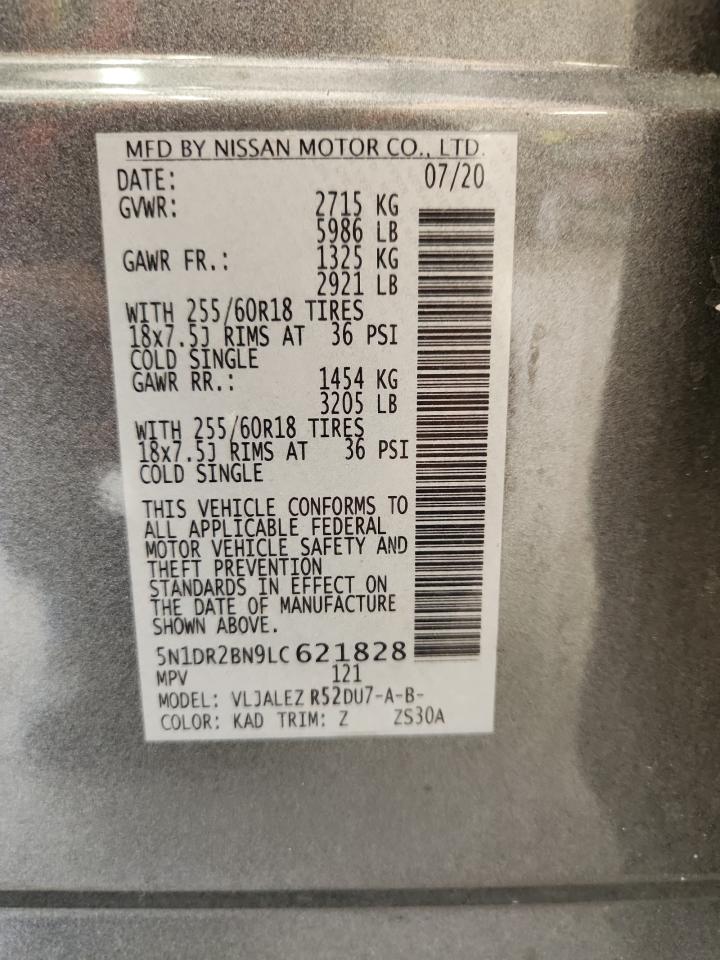 MFD BY NISSAN MOTOR CO., LTD.
DATE: 07/20
GVWR: 2715 KG
5986 LB
GAWR FR.: 1325 KG
2921 LB
WITH 255/60R18 TIRES
18x7.5J RIMS AT 36 PSI
COLD SINGLE
GAWR RR.: 1454 KG
3205 LB
WITH 255/60R18 TIRES
18x7.5J RIMS AT 36 PSI
COLD SINGLE
THIS VEHICLE CONFORMS TO
ALL APPLICABLE FEDERAL
MOTOR VEHICLE SAFETY AND
THEFT PREVENTION
STANDARDS IN EFFECT ON
THE DATE OF MANUFACTURE
SHOWN ABOVE.
5N1DR2BN9LC621828
MPV 121
MODEL: VLJALEZ R52DU7-A-B-
COLOR: KAD TRIM: Z ZS30A